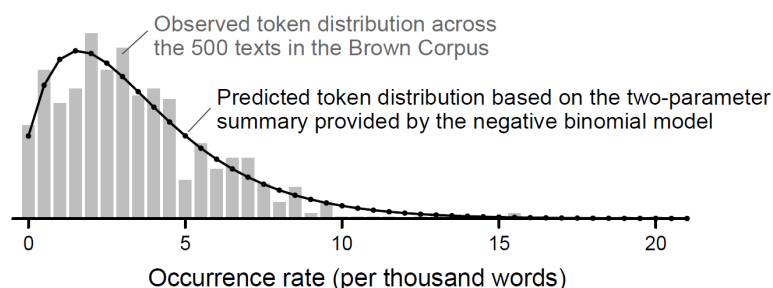 Observed token distribution across
the 500 texts in the Brown Corpus
Predicted token distribution based on the two-parameter
summary provided by the negative binomial model
0 5 10 15 20
Occurrence rate (per thousand words)